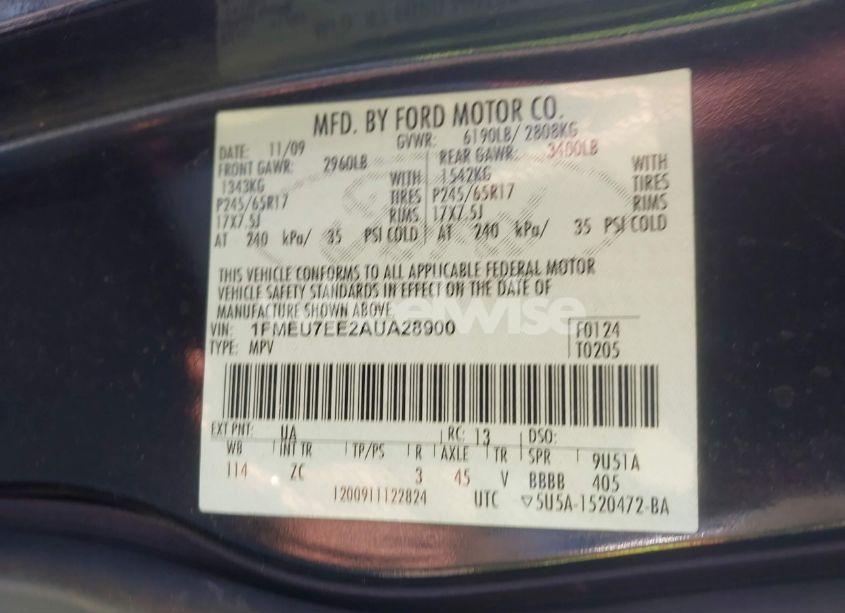 MFD. BY FORD MOTOR CO.
DATE: 11/09 GVWR: 6190LB/ 2808KG
FRONT GAWR: 2960LB REAR GAWR: 3400LB
1343KG WITH 1542KG WITH
P245/65R17 TIRES P245/65R17 TIRES
17X7.5J RIMS 17X7.5J RIMS
AT 240 kPa/ 35 PSI COLD AT 240 kPa/ 35 PSI COLD
THIS VEHICLE CONFORMS TO ALL APPLICABLE FEDERAL MOTOR
VEHICLE SAFETY STANDARDS IN EFFECT ON THE DATE OF
MANUFACTURE SHOWN ABOVE.
VIN: 1FMEU7EE2AUA28900 F0124
TYPE: MPV T0205
EXT PNT: UA RC: 13 DSO:
WB INT TR TP/PS R AXLE TR SPR 9U51A
114 ZC 3 45 V BBBB 405
1200911122824 UTC ▽5U5A-1520472-BA